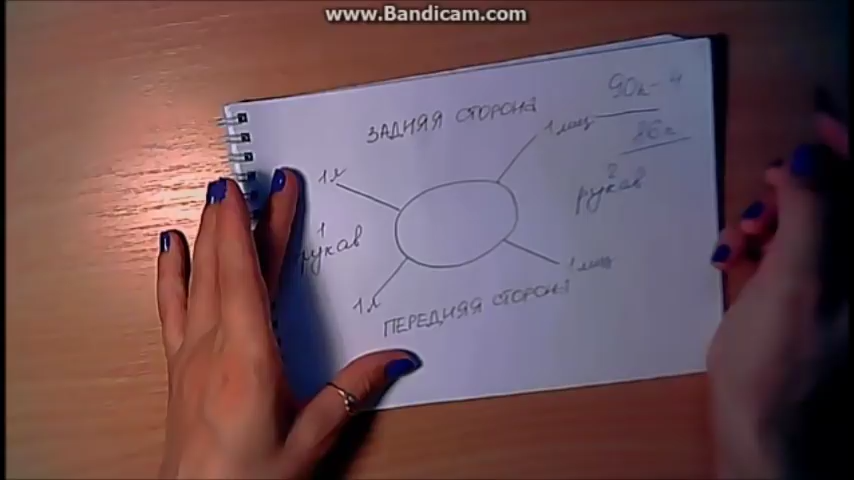 www.Bandicam.com
90п - 4
86п
ЗАДНЯЯ СТОРОНА
1 лиц
1л
2 рукав
1 рукав
1 лиц
1л
ПЕРЕДНЯЯ СТОРОНА